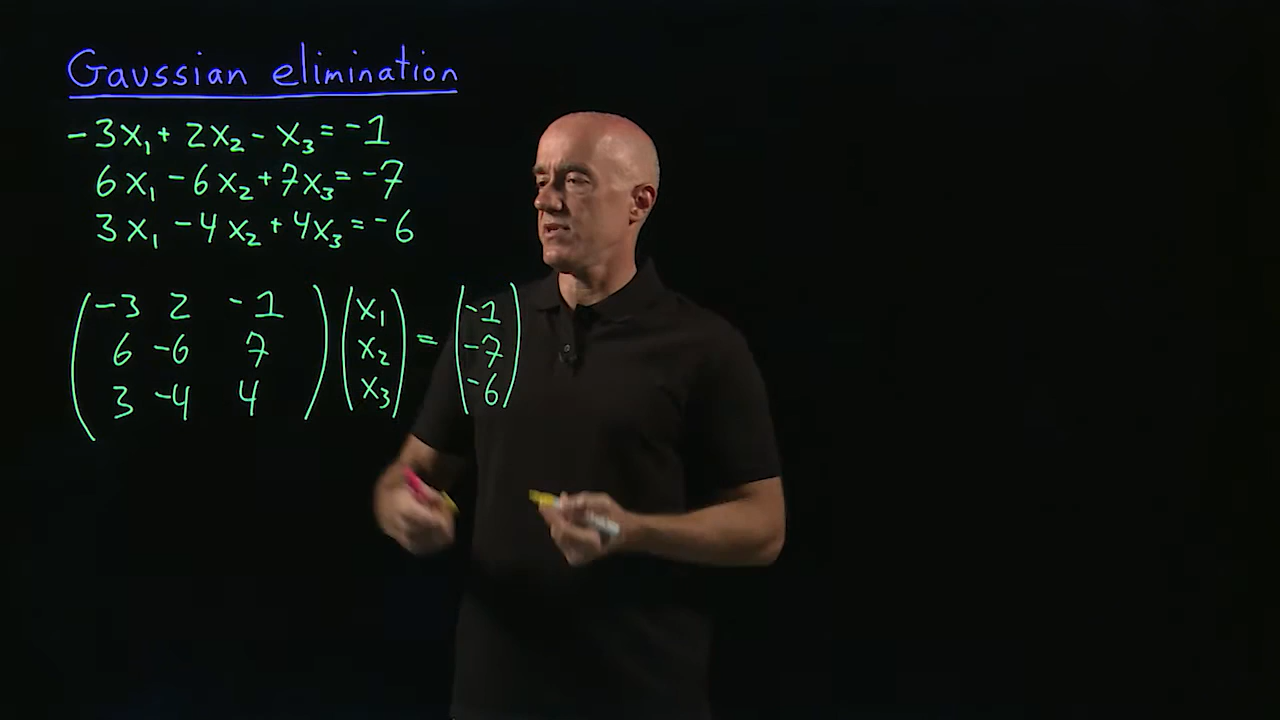 Gaussian elimination
-3x₁ + 2x₂ - x₃ = -1
6x₁ - 6x₂ + 7x₃ = -7
3x₁ - 4x₂ + 4x₃ = -6
( -3 2 -1 ) ( x₁ ) = ( -1 )
6 -6 7 x₂ -7
3 -4 4 x₃ -6